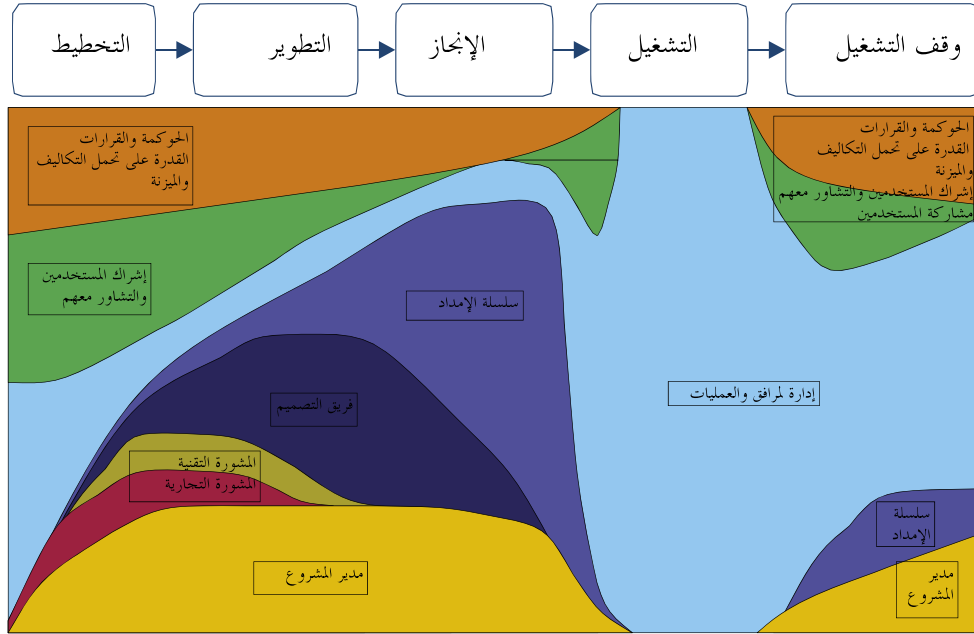 التخطيط
التطوير
الإنجاز
التشغيل
وقف التشغيل
الحوكمة والقرارات
القدرة على تحمل التكاليف
والميزنة
الحوكمة والقرارات
القدرة على تحمل التكاليف
والميزنة
إشراك المستخدمين والتشاور معهم
مشاركة المستخدمين
إشراك المستخدمين
والتشاور معهم
سلسلة الإمداد
إدارة لمرافق والعمليات
فريق التصميم
المشورة التقنية
المشورة التجارية
سلسلة
الإمداد
مدير المشروع
مدير
المشروع